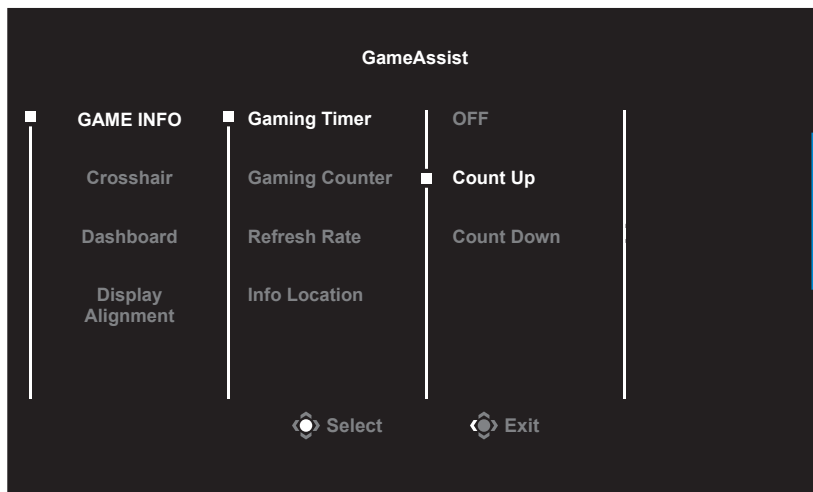 GameAssist
GAME INFO
Crosshair
Dashboard
Display
Alignment
Gaming Timer
Gaming Counter
Refresh Rate
Info Location
OFF
Count Up
Count Down
Select
Exit